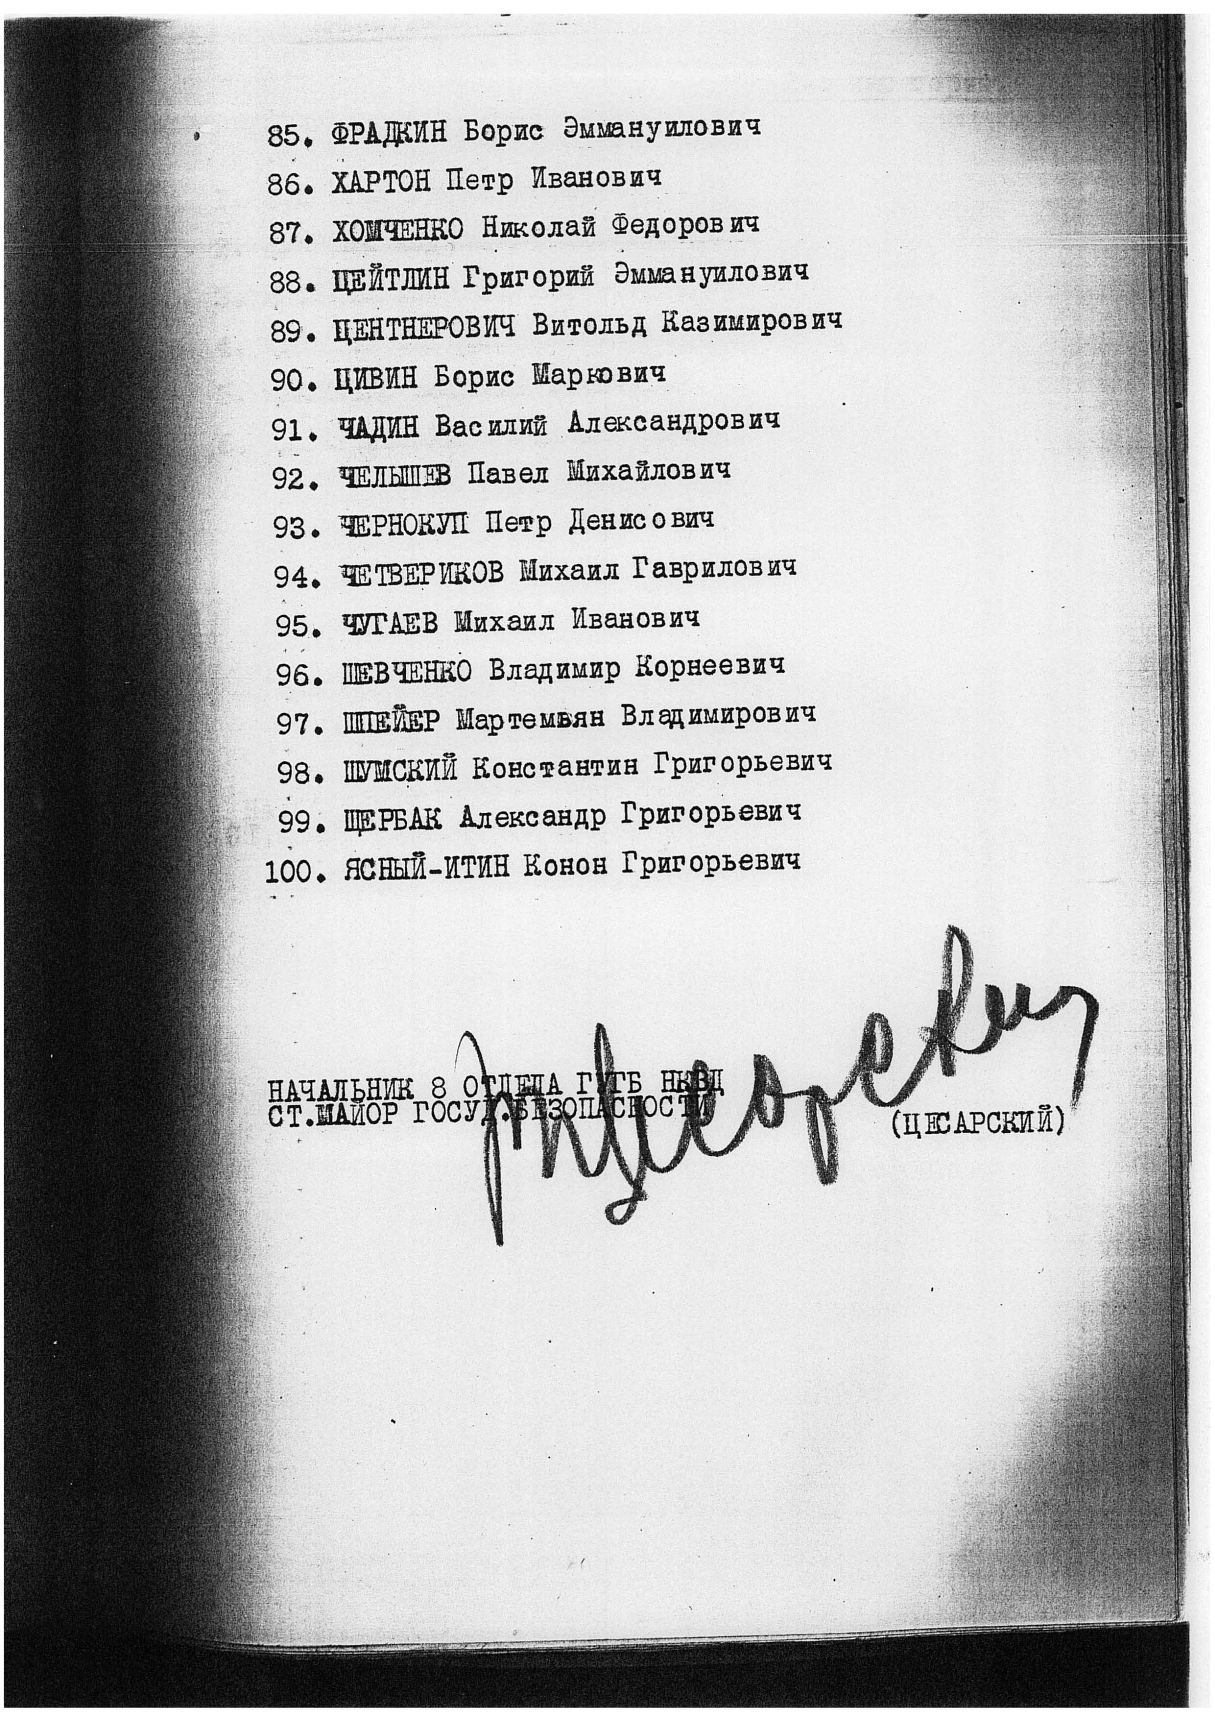 85. ФРАДКИН Борис Эммануилович
86. ХАРТОН Петр Иванович
87. ХОМЧЕНКО Николай Федорович
88. ЦЕЙТЛИН Григорий Эммануилович
89. ЦЕНТНЕРОВИЧ Витольд Казимирович
90. ЦИВИН Борис Маркович
91. ЧАДИН Василий Александрович
92. ЧЕЛЫШЕВ Павел Михайлович
93. ЧЕРНОКУП Петр Денисович
94. ЧЕТВЕРИКОВ Михаил Гаврилович
95. ЧУГАЕВ Михаил Иванович
96. ШЕВЧЕНКО Владимир Корнеевич
97. ШПЕЙЕР Мартемьян Владимирович
98. ШУМСКИЙ Константин Григорьевич
99. ЩЕРБАК Александр Григорьевич
100. ЯСНЫЙ-ИТИН Конон Григорьевич
НАЧАЛЬНИК 8 ОТДЕЛА ГУГБ НКВД
СТ.МАЙОР ГОСУД.БЕЗОПАСНОСТИ
(ЦЕСАРСКИЙ)